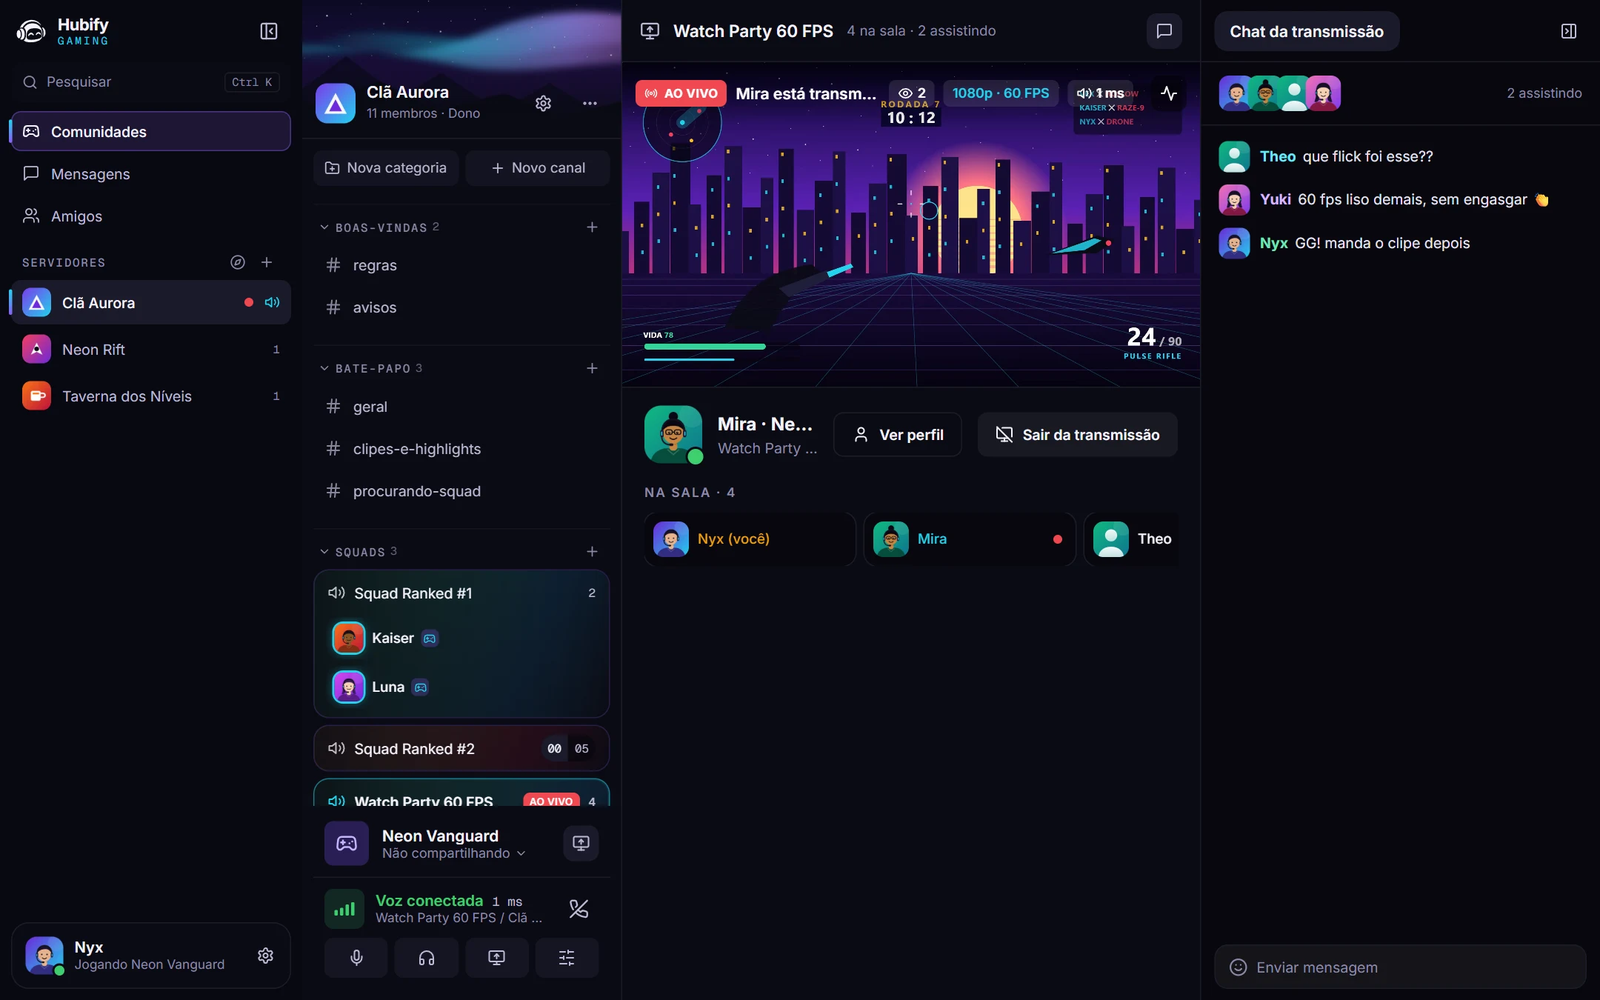 Hubify
GAMING
Pesquisar
Ctrl K
Comunidades
Mensagens
Amigos
SERVIDORES
Clã Aurora
Neon Rift 1
Taverna dos Níveis 1
Nyx
Jogando Neon Vanguard
Clã Aurora
11 membros · Dono
Nova categoria
Novo canal
BOAS-VINDAS 2
regras
avisos
BATE-PAPO 3
geral
clipes-e-highlights
procurando-squad
SQUADS 3
Squad Ranked #1 2
Kaiser
Luna
Squad Ranked #2 00 05
Watch Party 60 FPS AO VIVO 4
Neon Vanguard
Não compartilhando
Voz conectada 1 ms
Watch Party 60 FPS / Clã ...
Watch Party 60 FPS 4 na sala · 2 assistindo
AO VIVO Mira está transm... 2 1080p · 60 FPS 1 ms
RODADA 7
10 : 12
KAISER X RAZE-9
NYX X DRONE
VIDA 78
24 / 90
PULSE RIFLE
Mira · Ne...
Watch Party ...
Ver perfil
Sair da transmissão
NA SALA · 4
Nyx (você)
Mira
Theo
Chat da transmissão
2 assistindo
Theo que flick foi esse??
Yuki 60 fps liso demais, sem engasgar 👏
Nyx GG! manda o clipe depois
Enviar mensagem